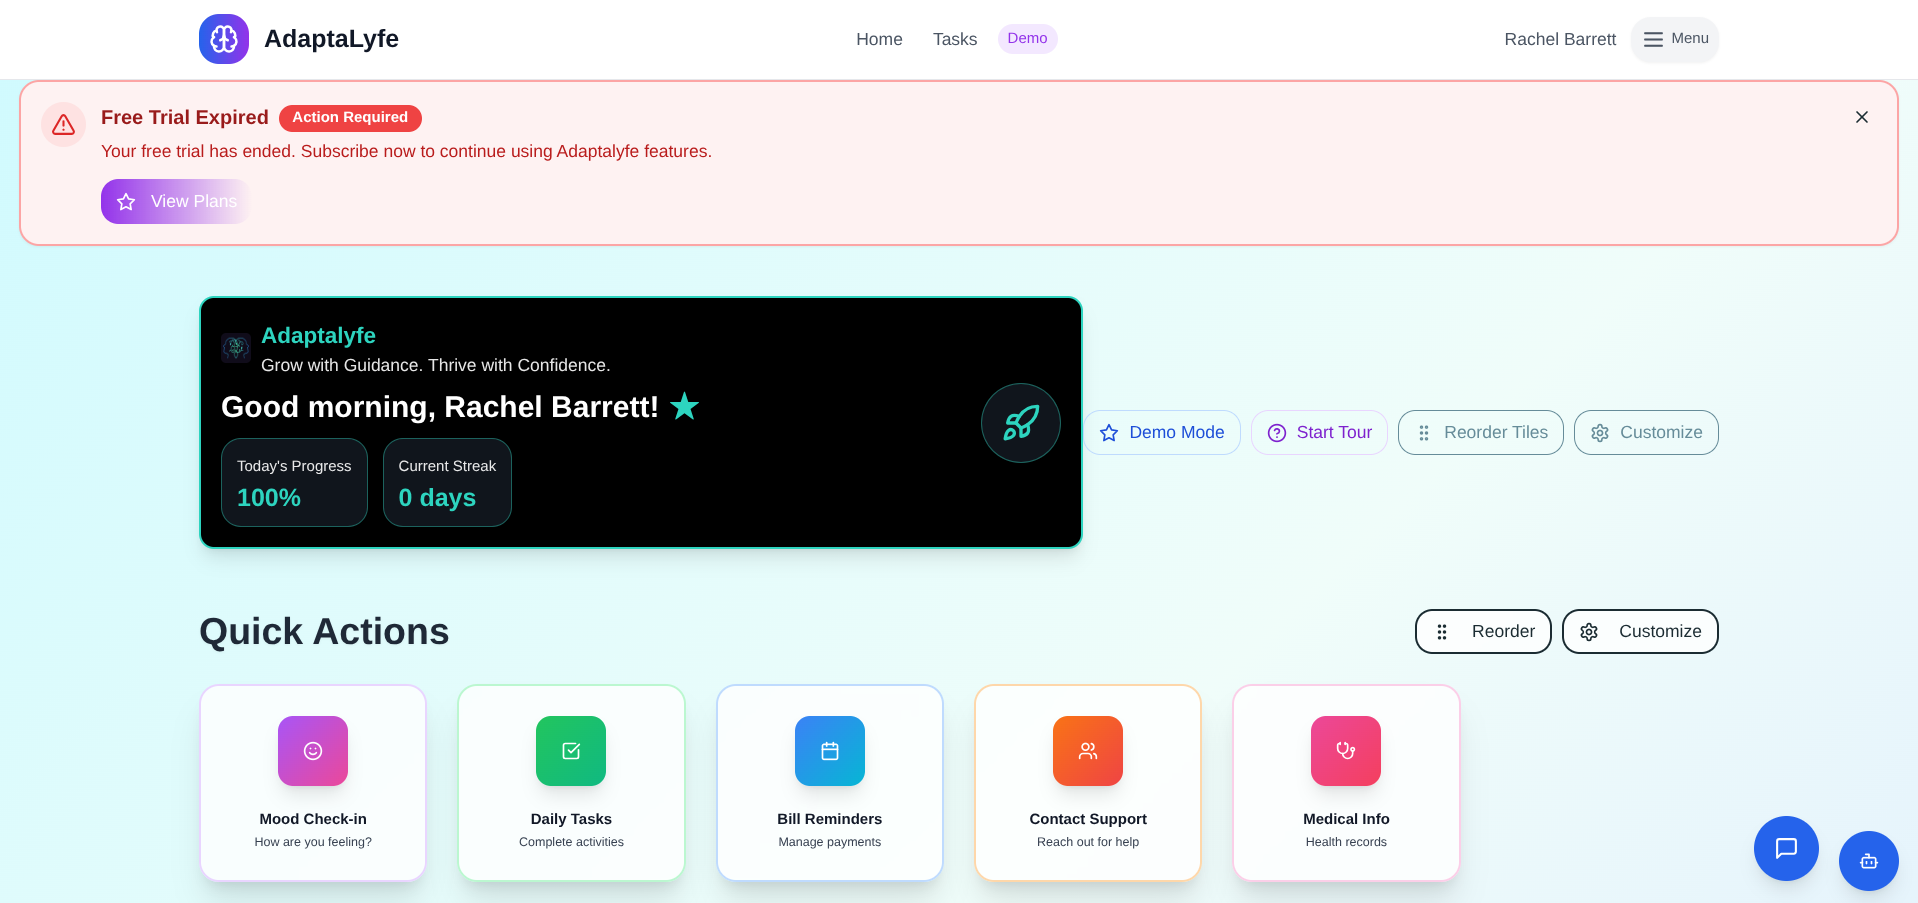 AdaptaLyfe
Home
Tasks
Demo
Rachel Barrett
Menu
Free Trial Expired
Action Required
Your free trial has ended. Subscribe now to continue using Adaptalyfe features.
View Plans
Adaptalyfe
Grow with Guidance. Thrive with Confidence.
Good morning, Rachel Barrett! ★
Today's Progress
100%
Current Streak
0 days
Demo Mode
Start Tour
Reorder Tiles
Customize
Quick Actions
Reorder
Customize
Mood Check-in
How are you feeling?
Daily Tasks
Complete activities
Bill Reminders
Manage payments
Contact Support
Reach out for help
Medical Info
Health records